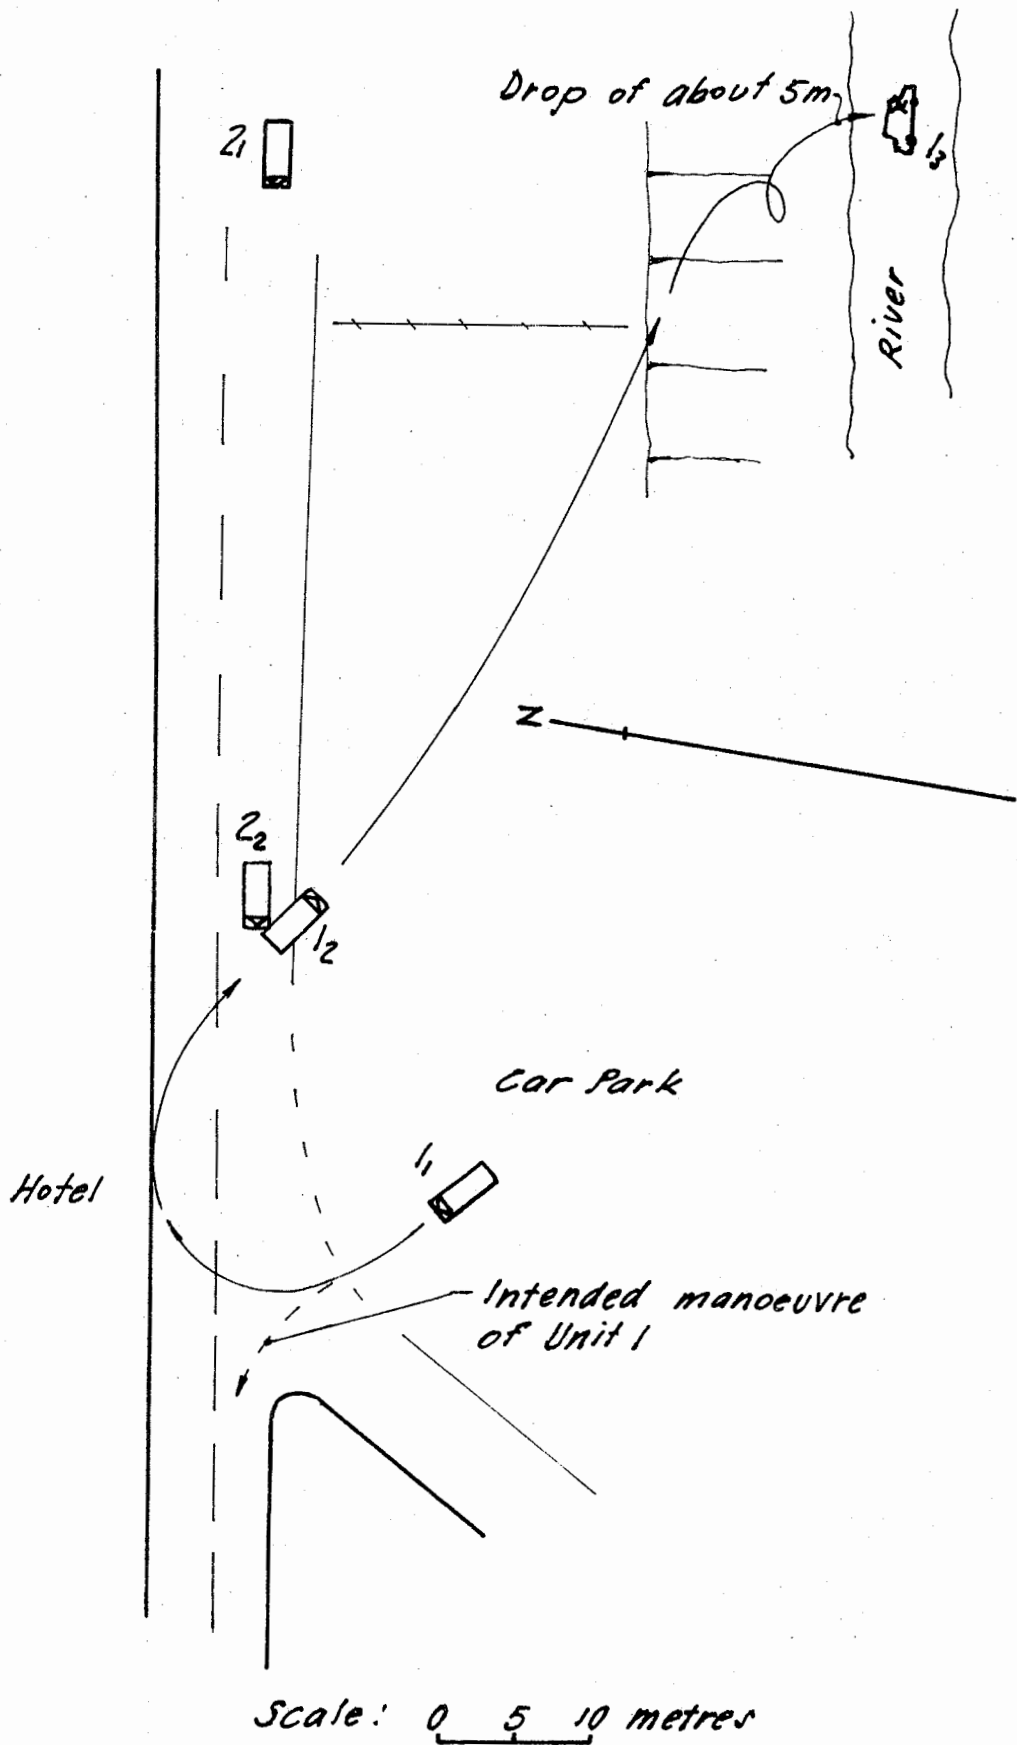 Drop of about 5m
2₁
1₃
River
N
2₂
1₂
Car Park
1₁
Hotel
Intended manoeuvre
of Unit 1
Scale: 0 5 10 metres